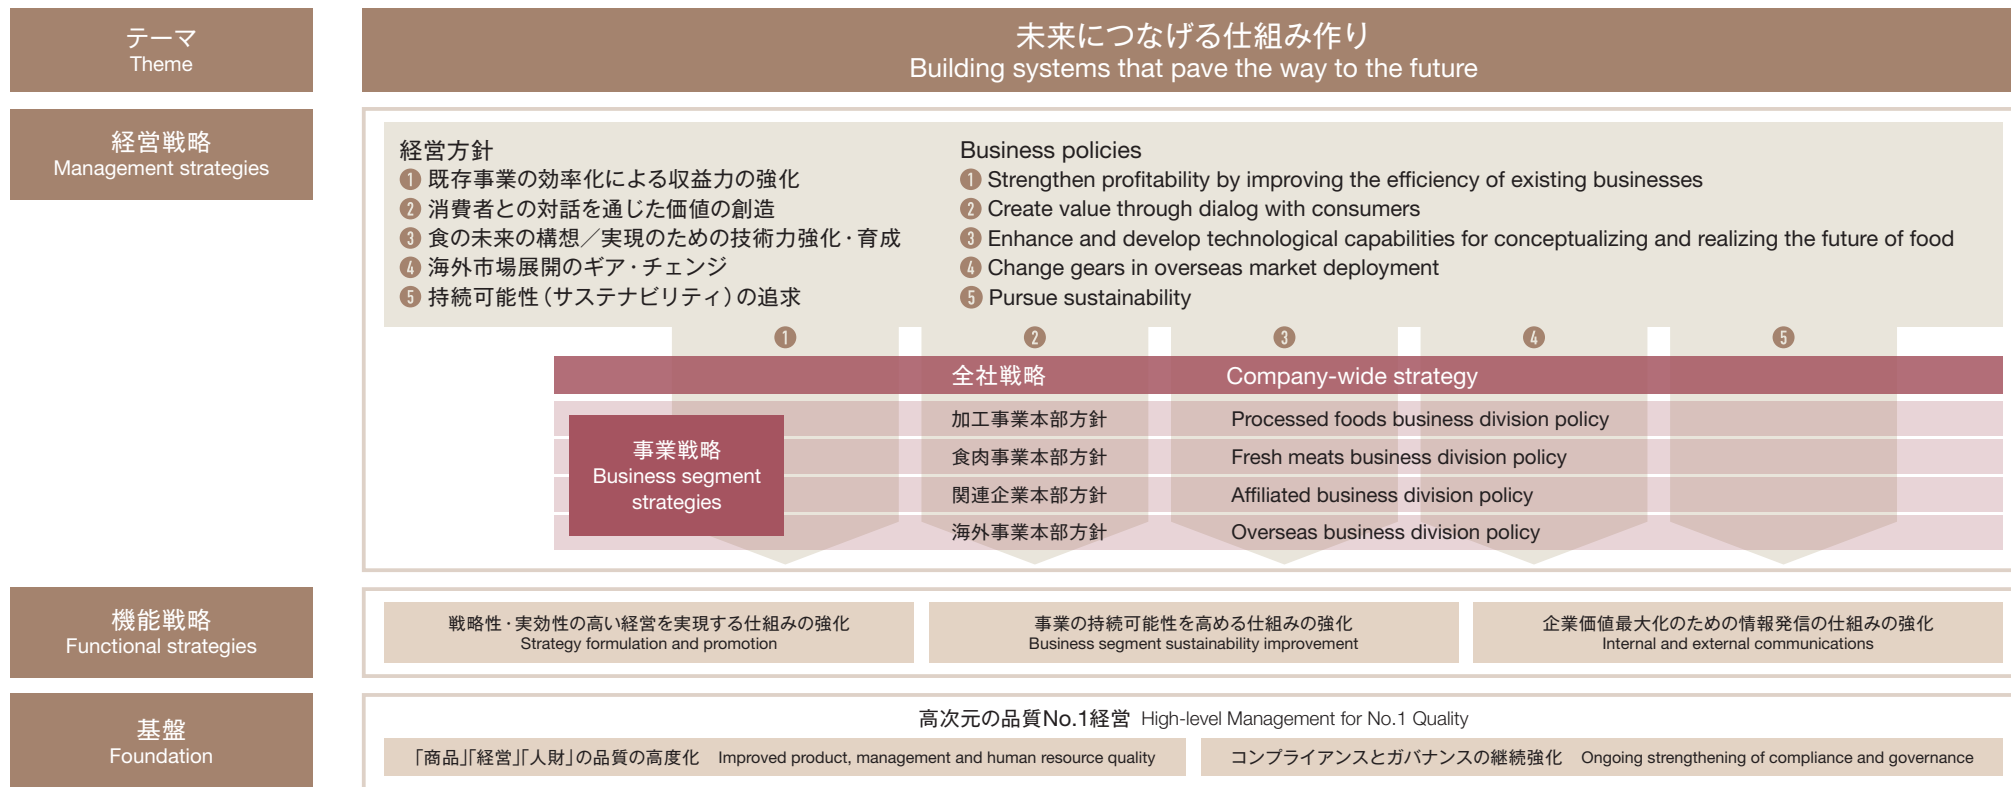 テーマ
Theme
未来につなげる仕組み作り
Building systems that pave the way to the future
経営戦略
Management strategies
経営方針
❶ 既存事業の効率化による収益力の強化
❷ 消費者との対話を通じた価値の創造
❸ 食の未来の構想／実現のための技術力強化・育成
❹ 海外市場展開のギア・チェンジ
❺ 持続可能性（サステナビリティ）の追求
Business policies
❶ Strengthen profitability by improving the efficiency of existing businesses
❷ Create value through dialog with consumers
❸ Enhance and develop technological capabilities for conceptualizing and realizing the future of food
❹ Change gears in overseas market deployment
❺ Pursue sustainability
❶ ❷ ❸ ❹ ❺
全社戦略 Company-wide strategy
事業戦略
Business segment
strategies
加工事業本部方針 Processed foods business division policy
食肉事業本部方針 Fresh meats business division policy
関連企業本部方針 Affiliated business division policy
海外事業本部方針 Overseas business division policy
機能戦略
Functional strategies
戦略性・実効性の高い経営を実現する仕組みの強化
Strategy formulation and promotion
事業の持続可能性を高める仕組みの強化
Business segment sustainability improvement
企業価値最大化のための情報発信の仕組みの強化
Internal and external communications
基盤
Foundation
高次元の品質No.1経営 High-level Management for No.1 Quality
「商品」「経営」「人財」の品質の高度化 Improved product, management and human resource quality
コンプライアンスとガバナンスの継続強化 Ongoing strengthening of compliance and governance